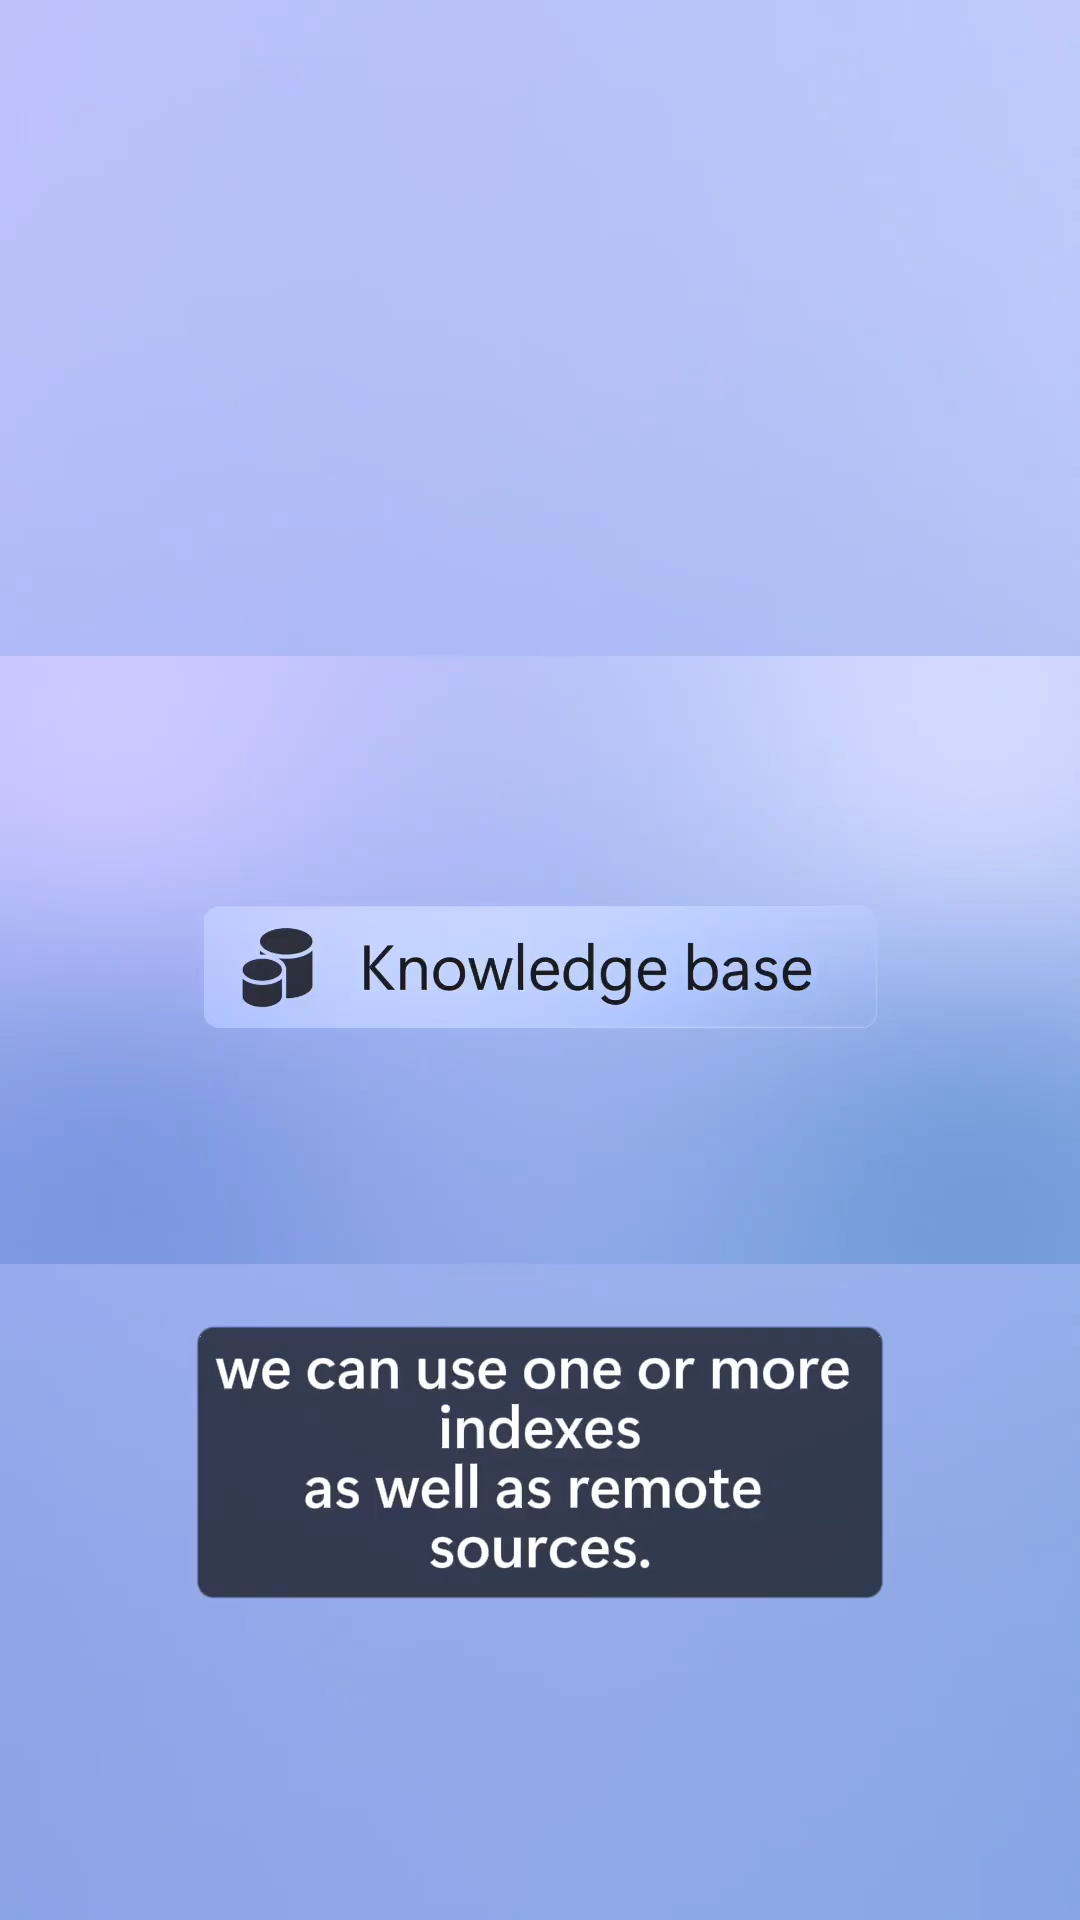 Knowledge base
we can use one or more
indexes
as well as remote
sources.